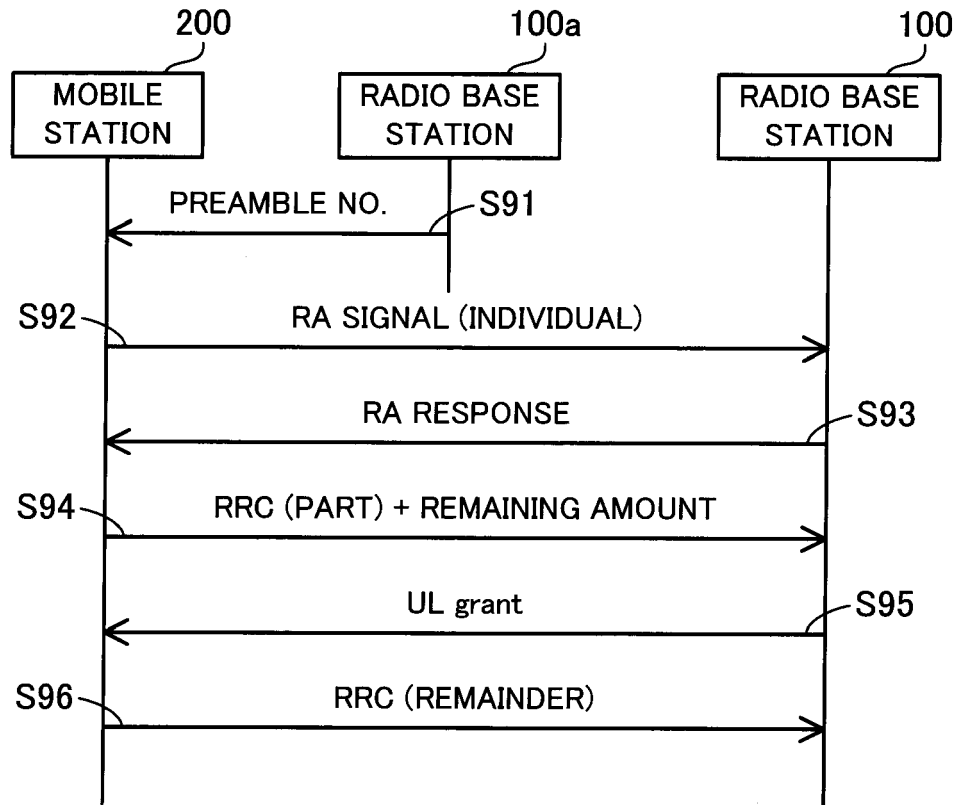 200
100a
100
MOBILE
STATION
RADIO BASE
STATION
RADIO BASE
STATION
PREAMBLE NO.
S91
S92
RA SIGNAL (INDIVIDUAL)
RA RESPONSE
S93
S94
RRC (PART) + REMAINING AMOUNT
UL grant
S95
S96
RRC (REMAINDER)